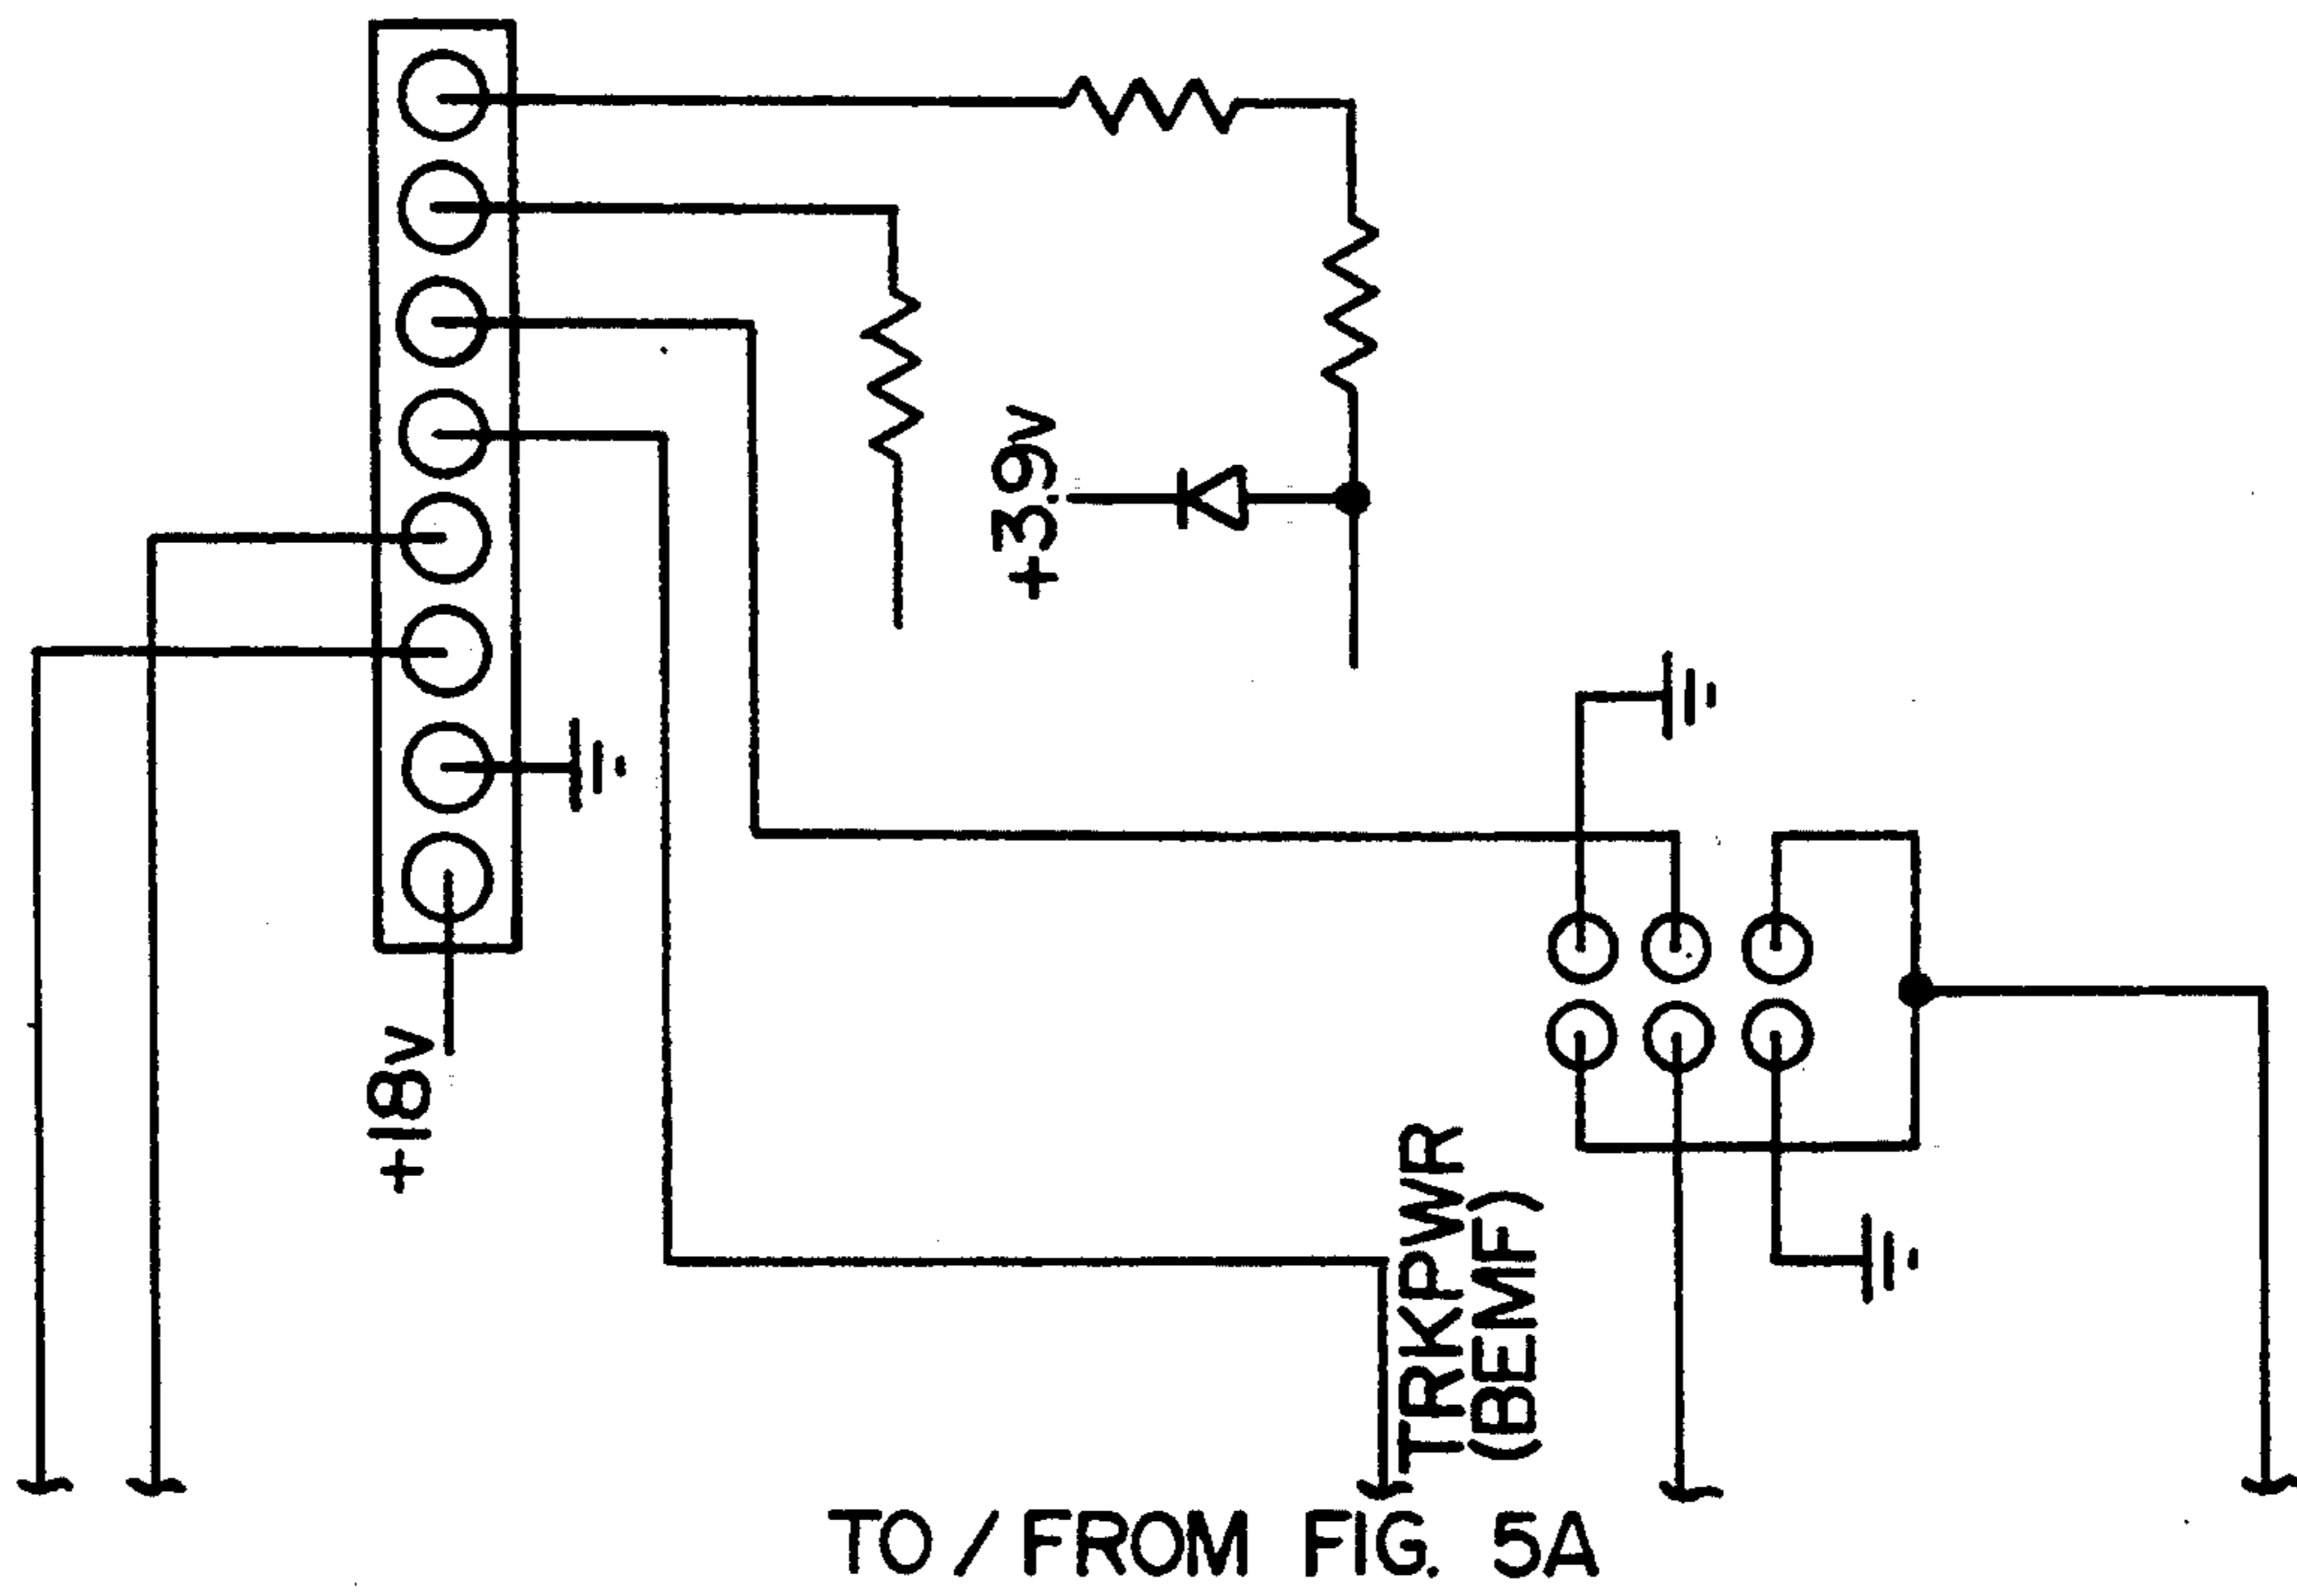 +3.9v
+18v
TRKPWR
(BEMF)
TO / FROM FIG. 5A